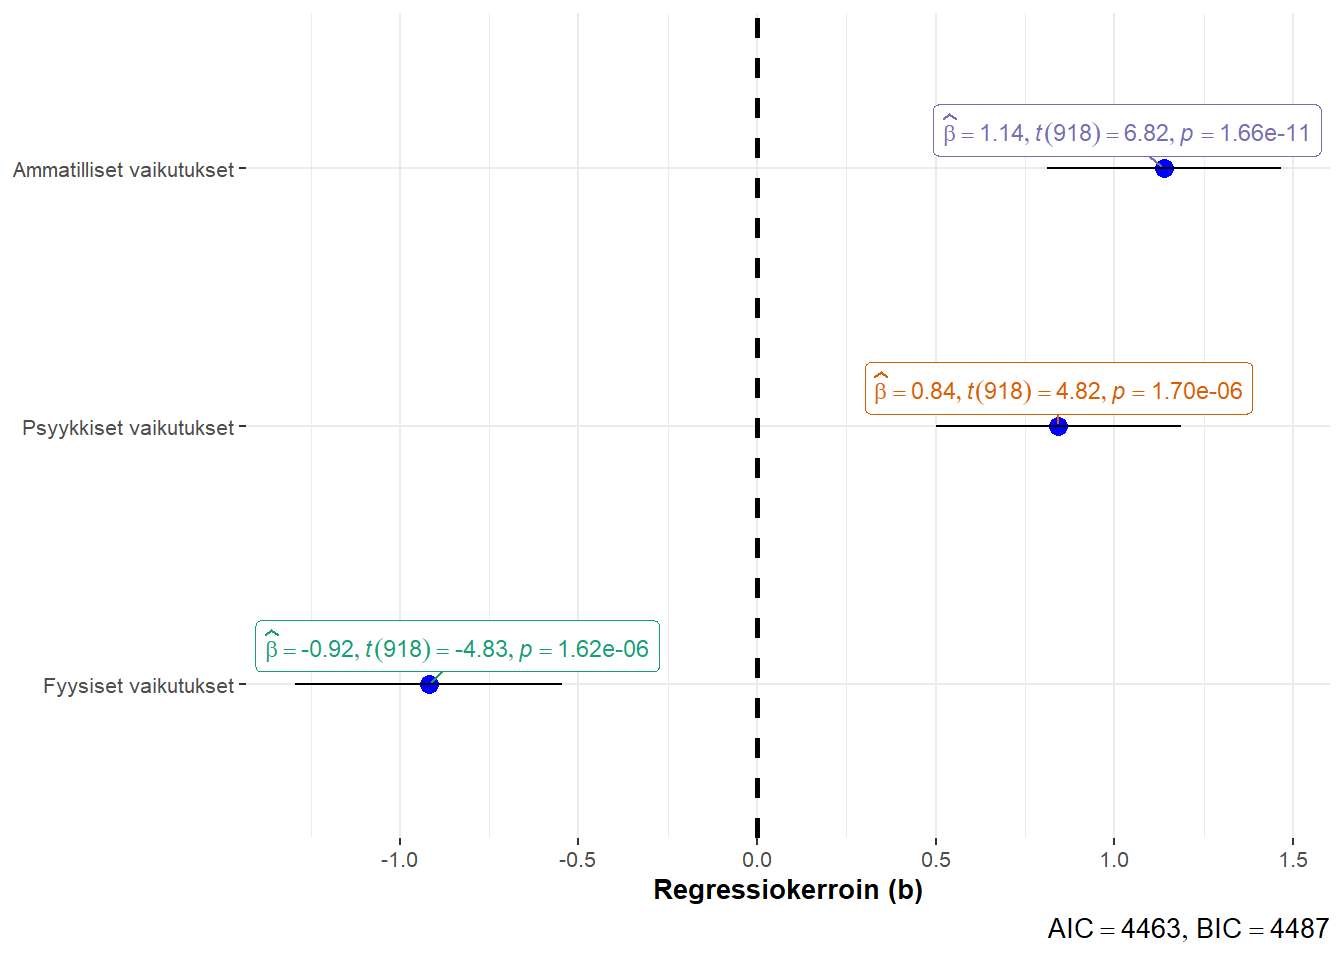 β̂ = 1.14, t(918) = 6.82, p = 1.66e-11
Ammatilliset vaikutukset
β̂ = 0.84, t(918) = 4.82, p = 1.70e-06
Psyykkiset vaikutukset
β̂ = -0.92, t(918) = -4.83, p = 1.62e-06
Fyysiset vaikutukset
-1.0 -0.5 0.0 0.5 1.0 1.5
Regressiokerroin (b)
AIC = 4463, BIC = 4487